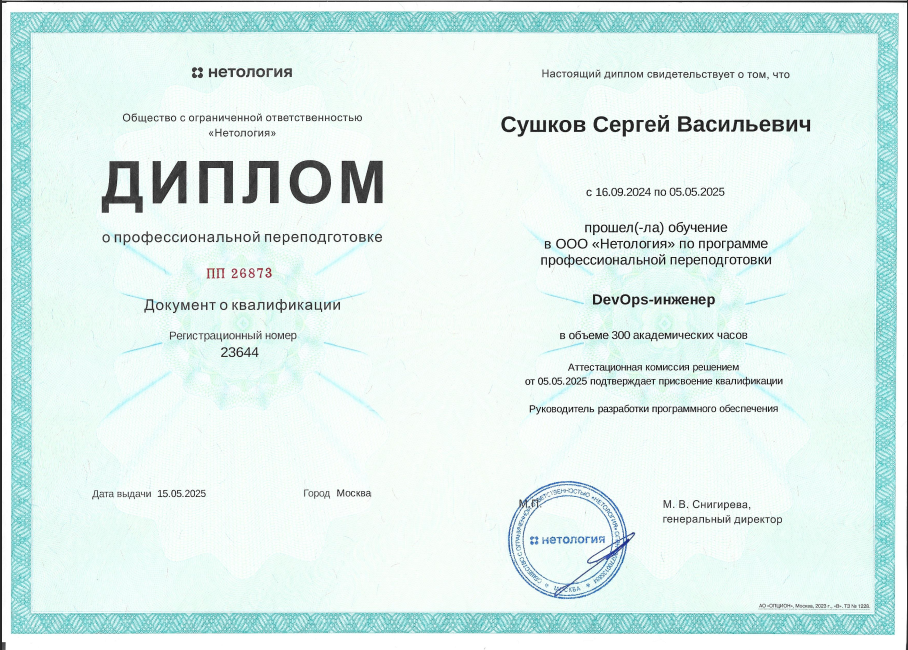 нетология
Общество с ограниченной ответственностью
«Нетология»
ДИПЛОМ
о профессиональной переподготовке
ПП 26873
Документ о квалификации
Регистрационный номер
23644
Дата выдачи 15.05.2025
Город Москва
Настоящий диплом свидетельствует о том, что
Сушков Сергей Васильевич
с 16.09.2024 по 05.05.2025
прошел(-ла) обучение
в ООО «Нетология» по программе
профессиональной переподготовки
DevOps-инженер
в объеме 300 академических часов
Аттестационная комиссия решением
от 05.05.2025 подтверждает присвоение квалификации
Руководитель разработки программного обеспечения
М.П.
нетология
МОСКВА
М. В. Снигирева,
генеральный директор
АО «ОПЦИОН», Москва, 2023 г., «В». ТЗ № 1228.